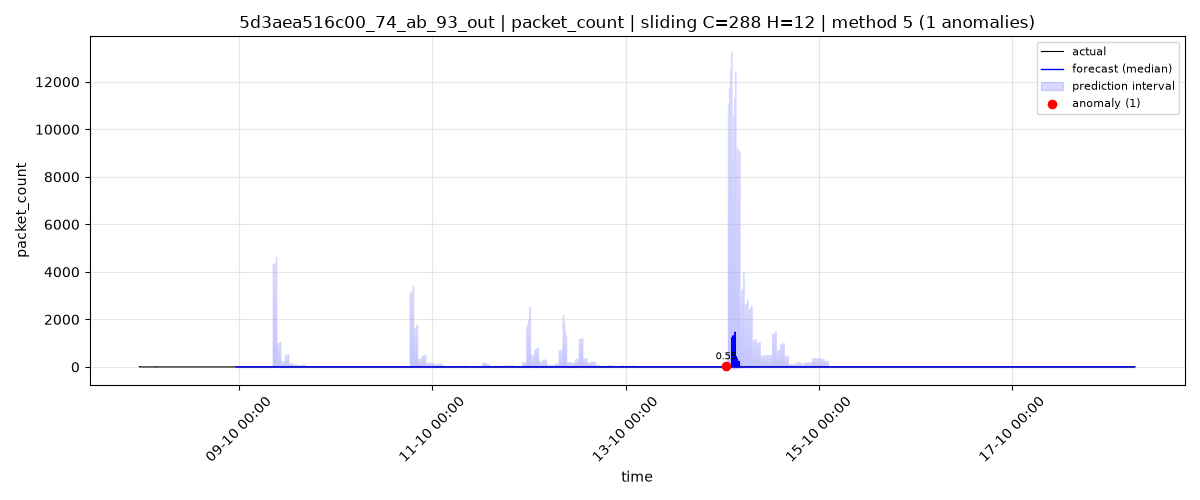 5d3aea516c00_74_ab_93_out | packet_count | sliding C=288 H=12 | method 5 (1 anomalies)
actual
forecast (median)
prediction interval
anomaly (1)
packet_count
12000
10000
8000
6000
4000
2000
0
09-10 00:00
11-10 00:00
13-10 00:00
15-10 00:00
17-10 00:00
time